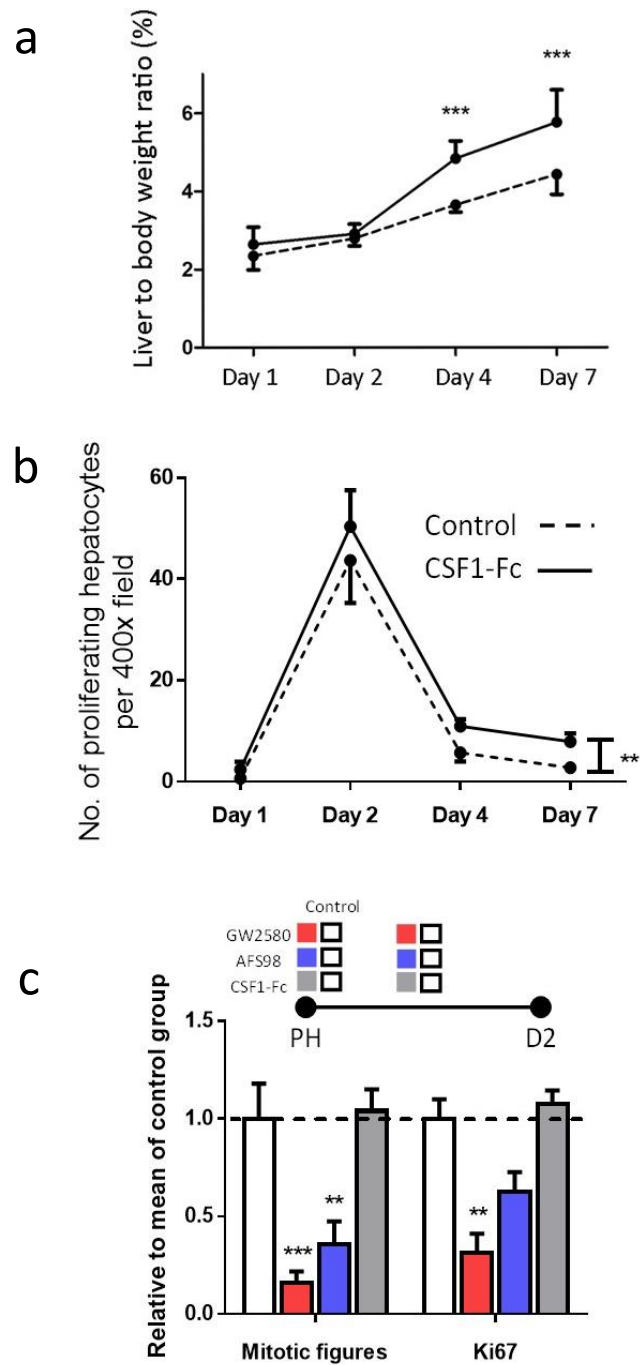 a
Liver to body weight ratio (%)
6
4
2
0
***
***
Day 1 Day 2 Day 4 Day 7
b
No. of proliferating hepatocytes
per 400x field
60
40
20
0
Control
CSF1-Fc
**
Day 1 Day 2 Day 4 Day 7
c
Control
GW2580
AFS98
CSF1-Fc
PH D2
Relative to mean of control group
1.5
1.0
0.5
0.0
***
**
**
Mitotic figures Ki67